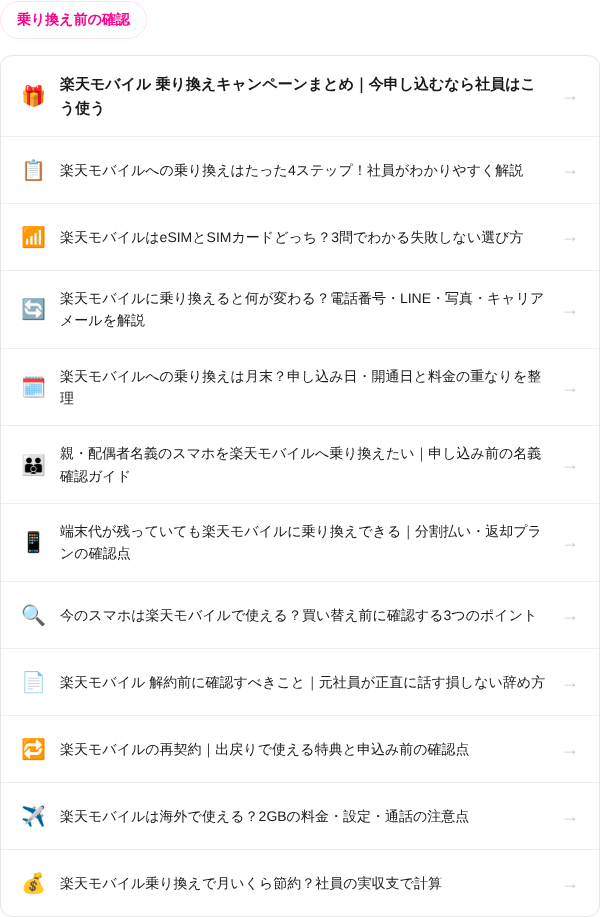 乗り換え前の確認
楽天モバイル 乗り換えキャンペーンまとめ｜今申し込むなら社員はこ
う使う
→
楽天モバイルへの乗り換えはたった4ステップ！社員がわかりやすく解説
→
楽天モバイルはeSIMとSIMカードどっち？3問でわかる失敗しない選び方
→
楽天モバイルに乗り換えると何が変わる？電話番号・LINE・写真・キャリア
メールを解説
→
楽天モバイルへの乗り換えは月末？申し込み日・開通日と料金の重なりを整
理
→
親・配偶者名義のスマホを楽天モバイルへ乗り換えたい｜申し込み前の名義
確認ガイド
→
端末代が残っていても楽天モバイルに乗り換えできる｜分割払い・返却プラ
ンの確認点
→
今のスマホは楽天モバイルで使える？買い替え前に確認する3つのポイント
→
楽天モバイル 解約前に確認すべきこと｜元社員が正直に話す損しない辞め方
→
楽天モバイルの再契約｜出戻りで使える特典と申込み前の確認点
→
楽天モバイルは海外で使える？2GBの料金・設定・通話の注意点
→
楽天モバイル乗り換えで月いくら節約？社員の実収支で計算
→